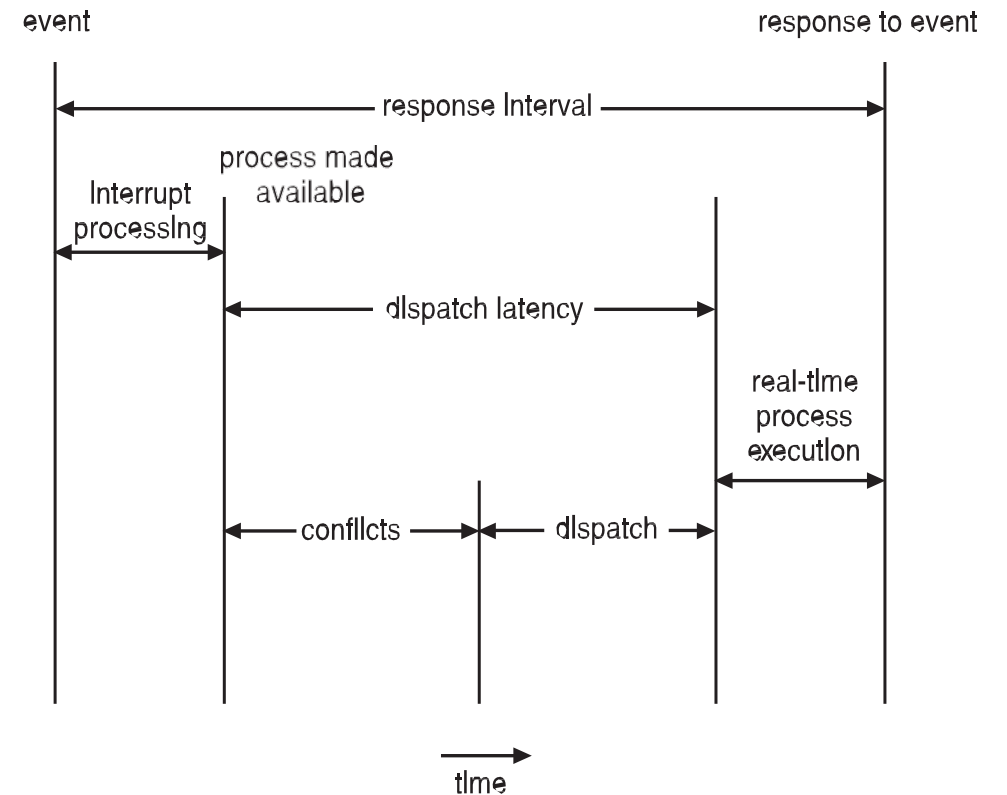 event
response to event
response interval
process made
available
interrupt
processing
dispatch latency
real-time
process
execution
conflicts
dispatch
time